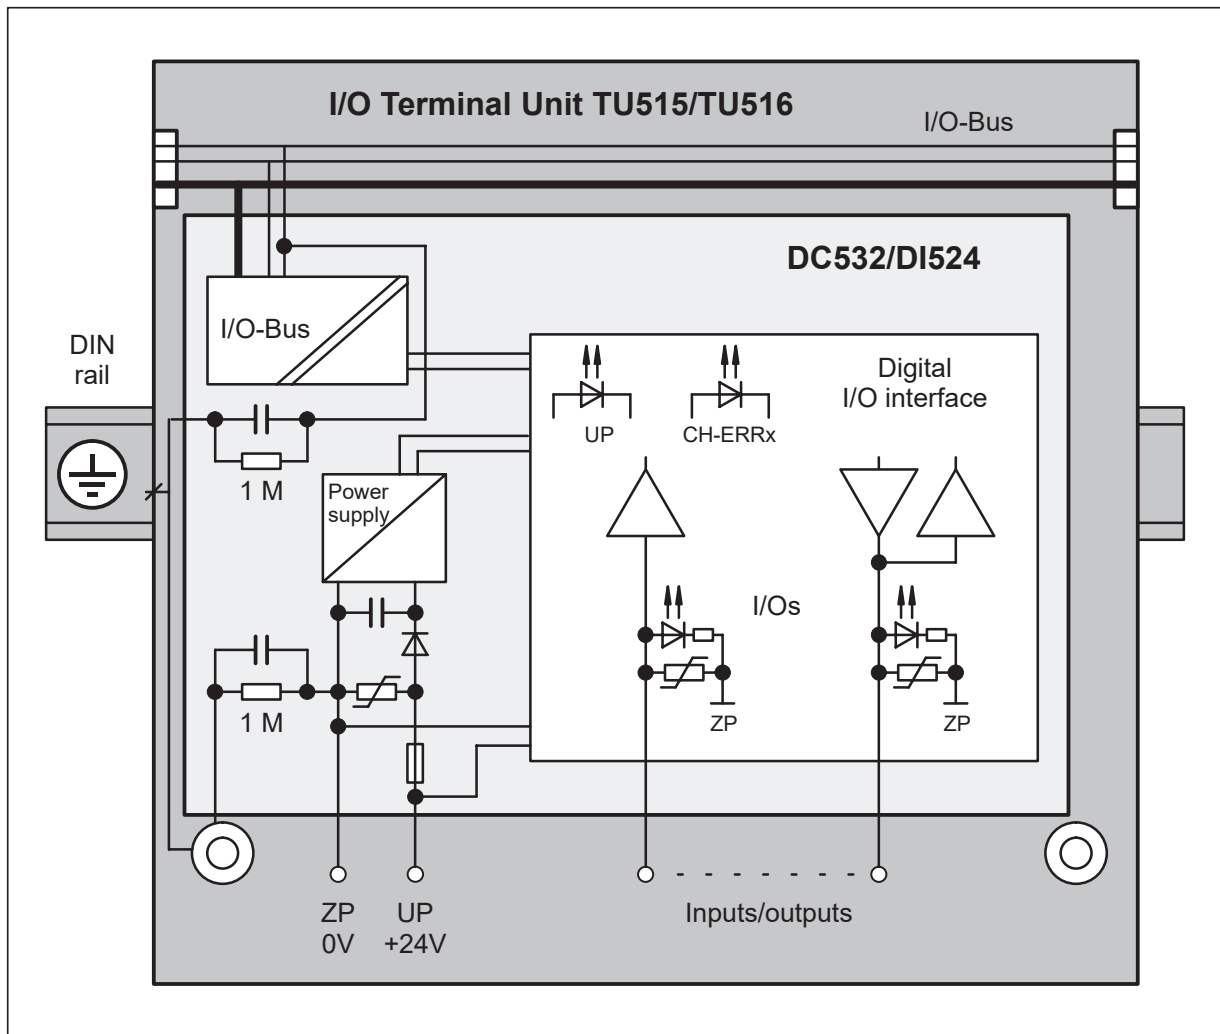 I/O Terminal Unit TU515/TU516
I/O-Bus
DC532/DI524
I/O-Bus
DIN
rail
Digital
I/O interface
UP
CH-ERRx
1 M
Power
supply
I/Os
1 M
ZP
ZP
ZP
0V
UP
+24V
Inputs/outputs